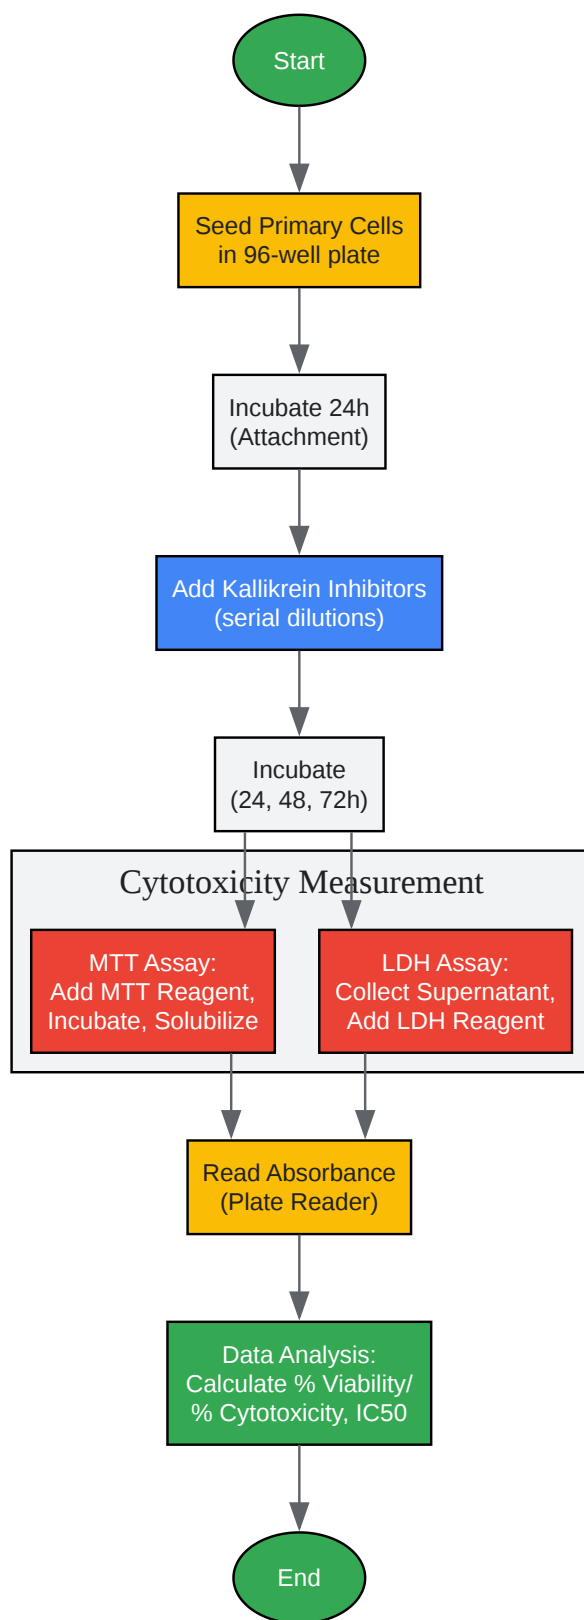 Start
Seed Primary Cells
in 96-well plate
Incubate 24h
(Attachment)
Add Kallikrein Inhibitors
(serial dilutions)
Incubate
(24, 48, 72h)
Cytotoxicity Measurement
MTT Assay:
Add MTT Reagent,
Incubate, Solubilize
LDH Assay:
Collect Supernatant,
Add LDH Reagent
Read Absorbance
(Plate Reader)
Data Analysis:
Calculate % Viability/
% Cytotoxicity, IC50
End